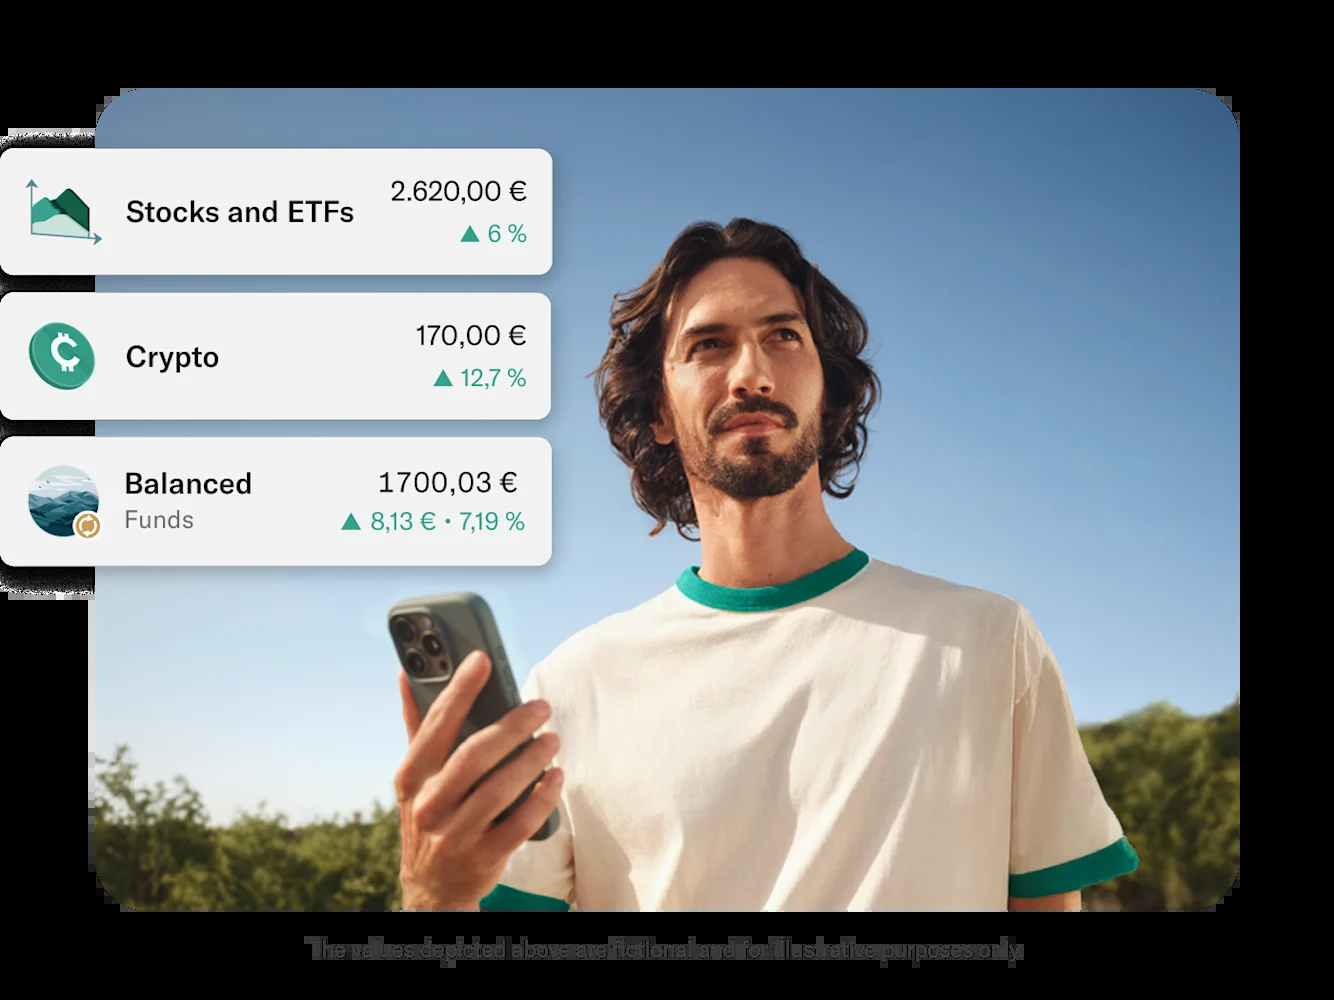 Stocks and ETFs
2.620,00 €
▲ 6 %
Crypto
170,00 €
▲ 12,7 %
Balanced
Funds
1700,03 €
▲ 8,13 € • 7,19 %
The values depicted above are fictional and for illustrative purposes only.